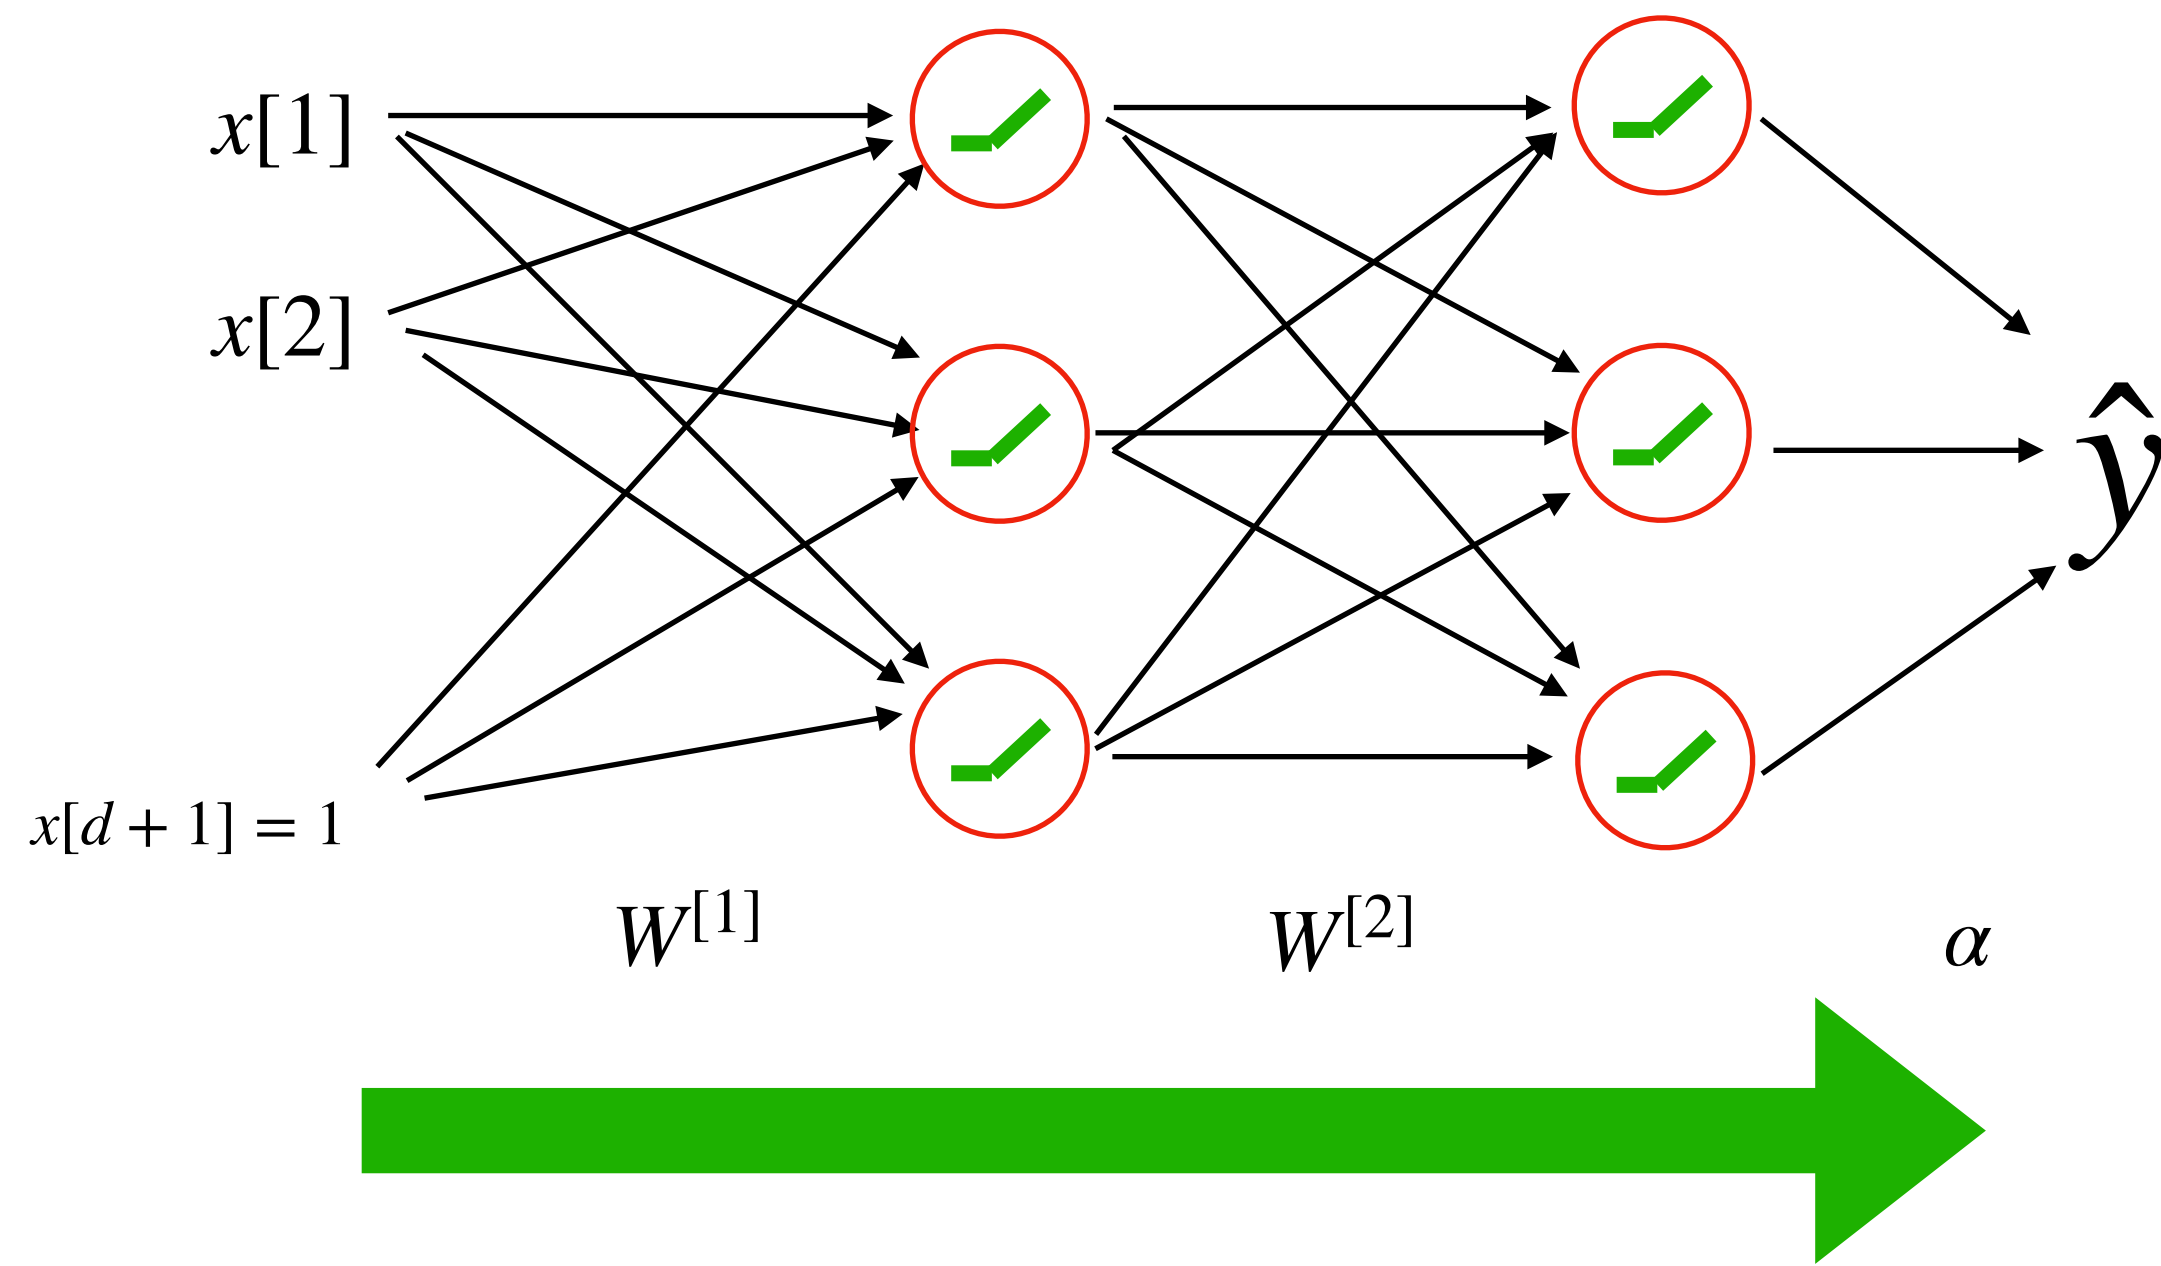 x[1]
x[2]
ŷ
x[d + 1] = 1
W^[1] W^[2] α